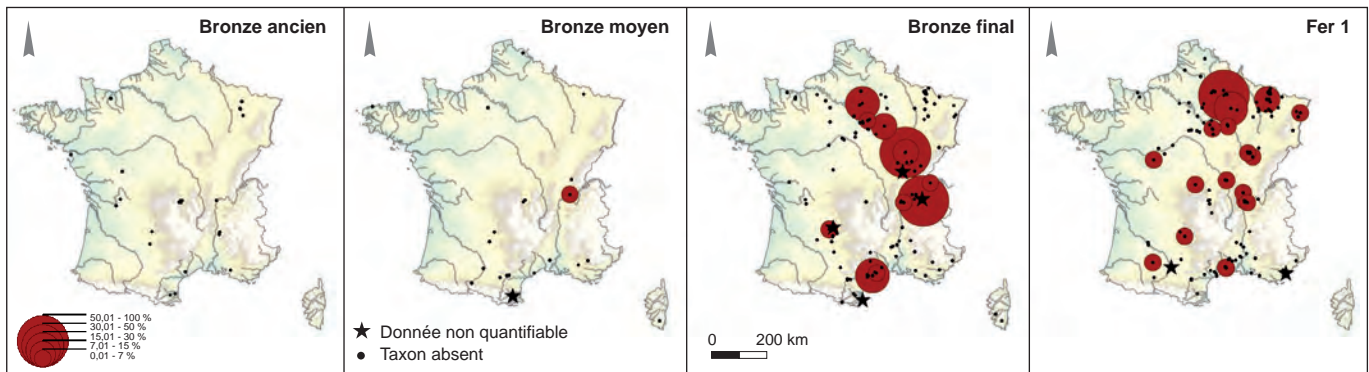 Bronze ancien
Bronze moyen
Bronze final
Fer 1
50,01 - 100 %
30,01 - 50 %
15,01 - 30 %
7,01 - 15 %
0,01 - 7 %
Donnée non quantifiable
Taxon absent
0 200 km